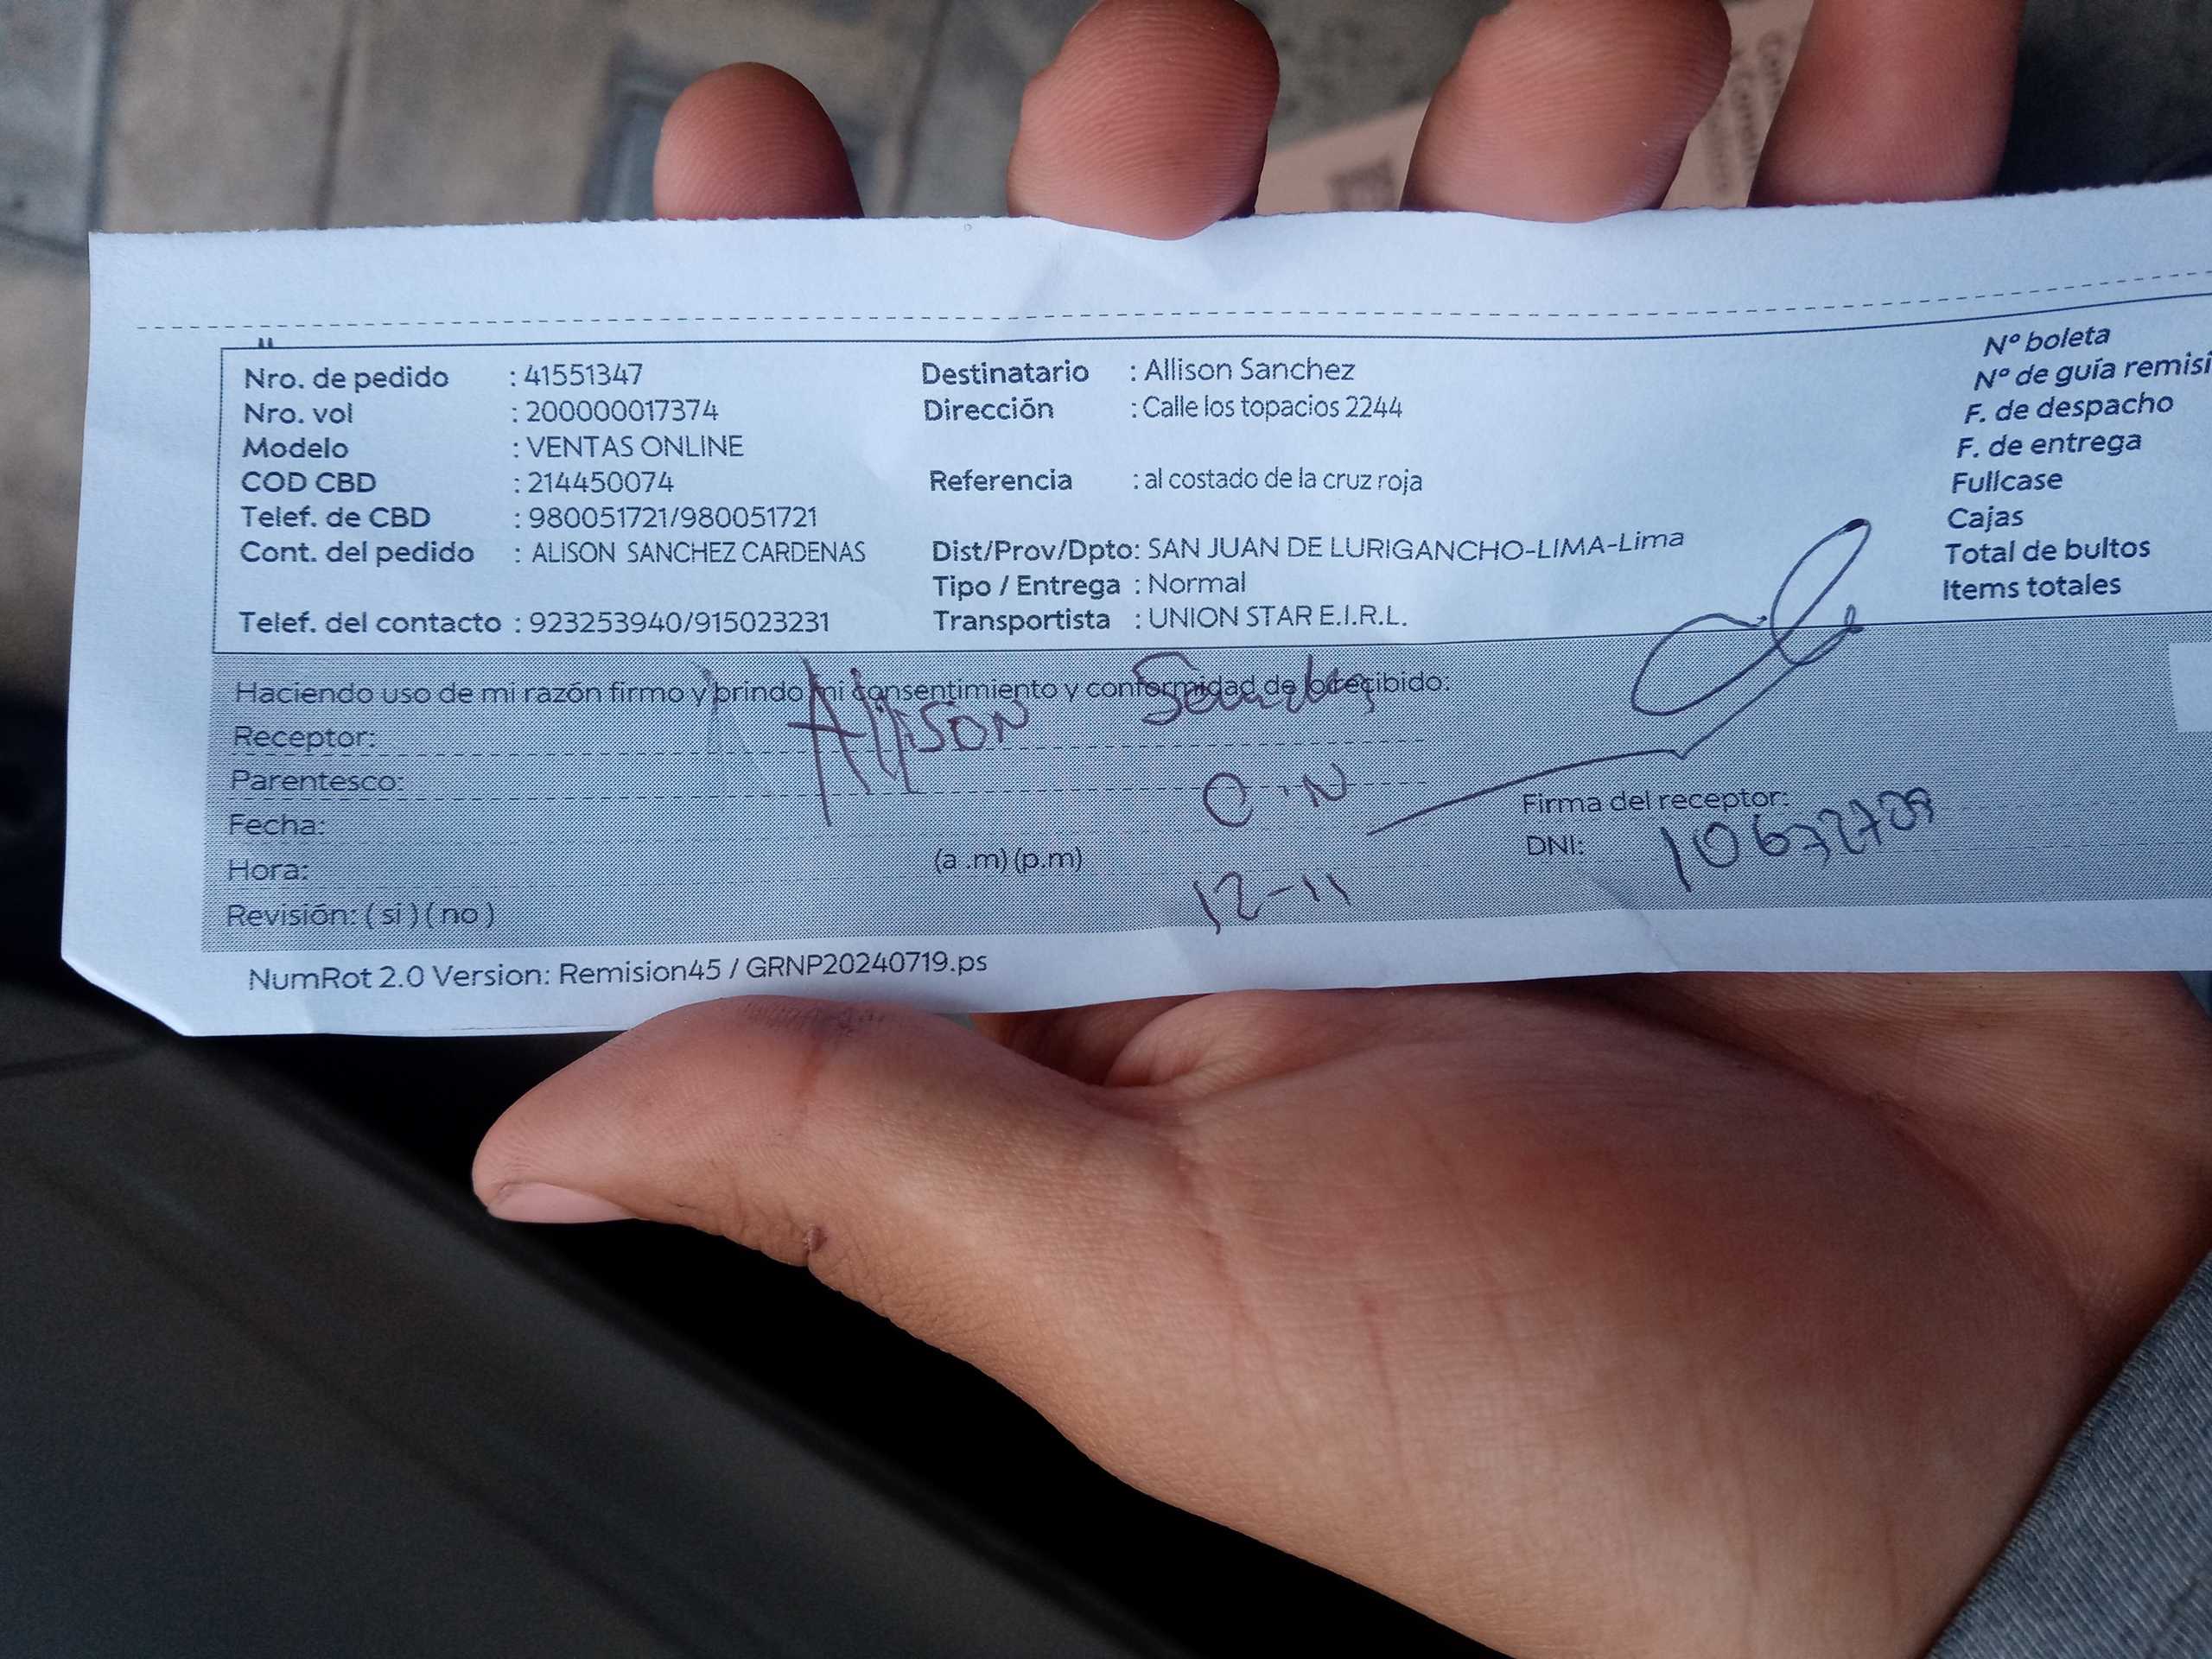 Nro. de pedido : 41551347
Nro. vol : 200000017374
Modelo : VENTAS ONLINE
COD CBD : 214450074
Telef. de CBD : 980051721/980051721
Cont. del pedido : ALISON SANCHEZ CARDENAS
Telef. del contacto : 923253940/915023231
Destinatario : Allison Sanchez
Dirección : Calle los topacios 2244
Referencia : al costado de la cruz roja
Dist/Prov/Dpto: SAN JUAN DE LURIGANCHO-LIMA-Lima
Tipo / Entrega : Normal
Transportista : UNION STAR E.I.R.L.
Nº boleta
Nº de guía remisi
F. de despacho
F. de entrega
Fullcase
Cajas
Total de bultos
Items totales
Haciendo uso de mi razón firmo y brindo mi consentimiento y conformidad de lo recibido:
Receptor: Allison Sanchez
Parentesco: C.N
Fecha: 12-11
Hora: (a .m) (p.m)
Revisión: ( si ) ( no )
Firma del receptor:
DNI:
NumRot 2.0 Version: Remision45 / GRNP20240719.ps